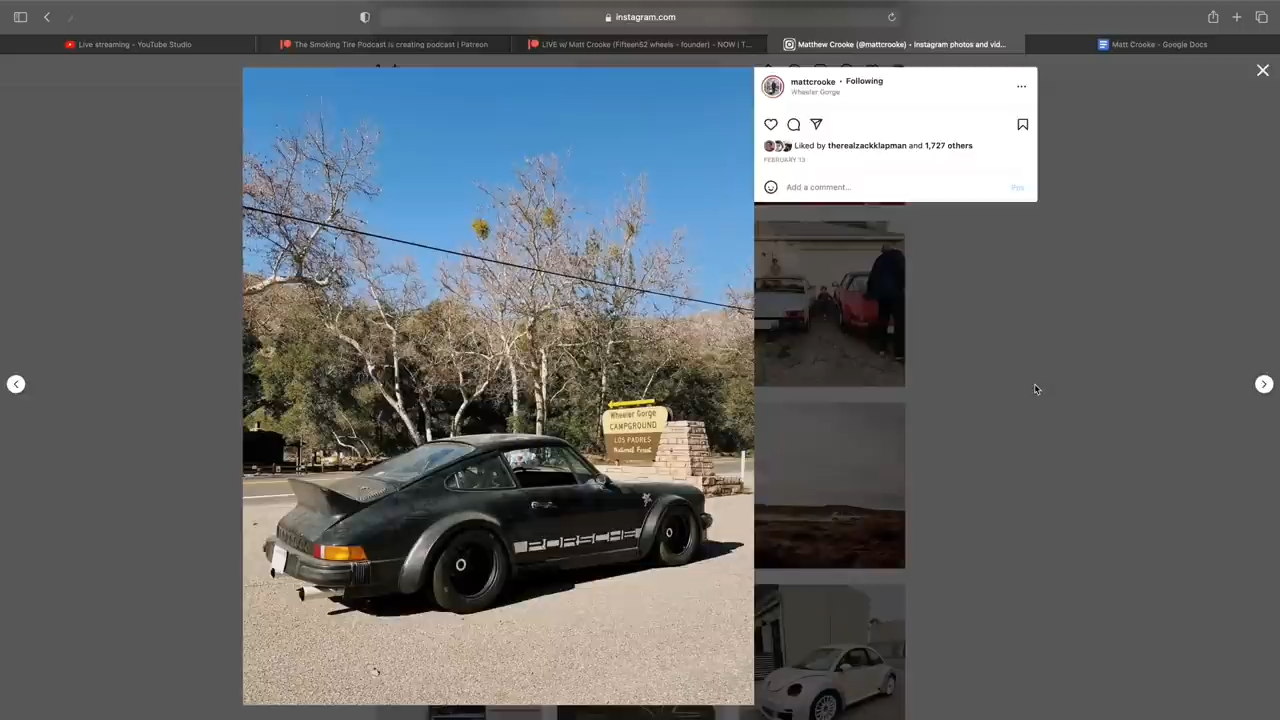 instagram.com
Live streaming - YouTube Studio
The Smoking Tire Podcast is creating podcast | Patreon
LIVE w/ Matt Crooke (Fifteen52 wheels - founder) - NOW | T...
Matthew Crooke (@mattcrooke) • Instagram photos and vid...
Matt Crooke - Google Docs
mattcrooke • Following
Wheeler Gorge
Liked by therealzackklapman and 1,727 others
FEBRUARY 13
Add a comment...
Pos
Wheeler Gorge
CAMPGROUND
LOS PADRES
National Forest
PORSCHE